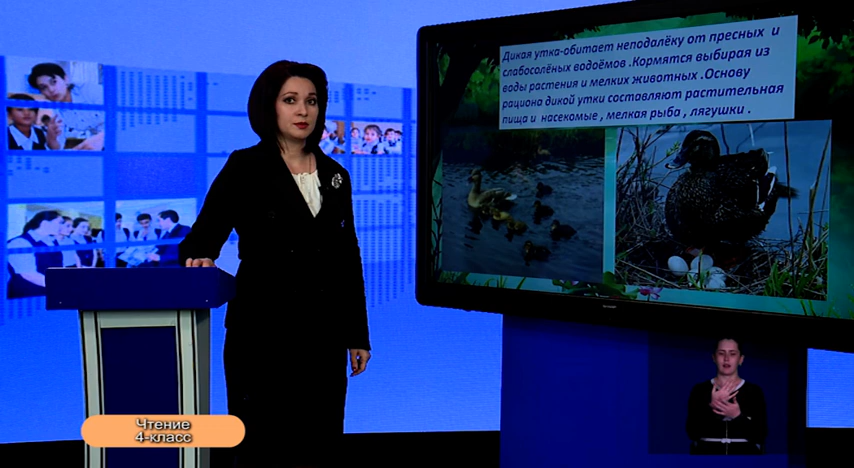 Дикая утка-обитает неподалёку от пресных и
слабосолёных водоёмов .Кормятся выбирая из
воды растения и мелких животных .Основу
рациона дикой утки составляют растительная
пища и насекомые , мелкая рыба , лягушки .
Чтение
4-класс